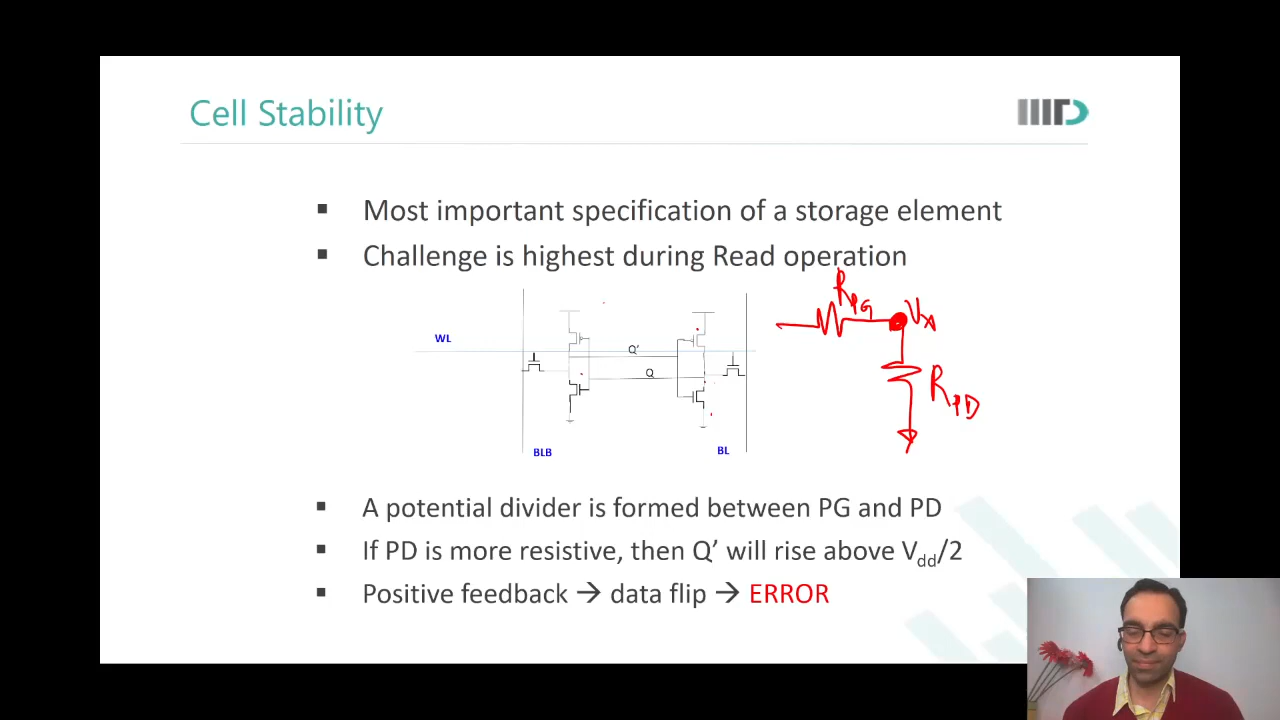 Cell Stability
IIITD
▪ Most important specification of a storage element
▪ Challenge is highest during Read operation
R_PG
V_x
WL
Q'
Q
R_PD
BLB
BL
▪ A potential divider is formed between PG and PD
▪ If PD is more resistive, then Q’ will rise above V_dd/2
▪ Positive feedback → data flip → ERROR